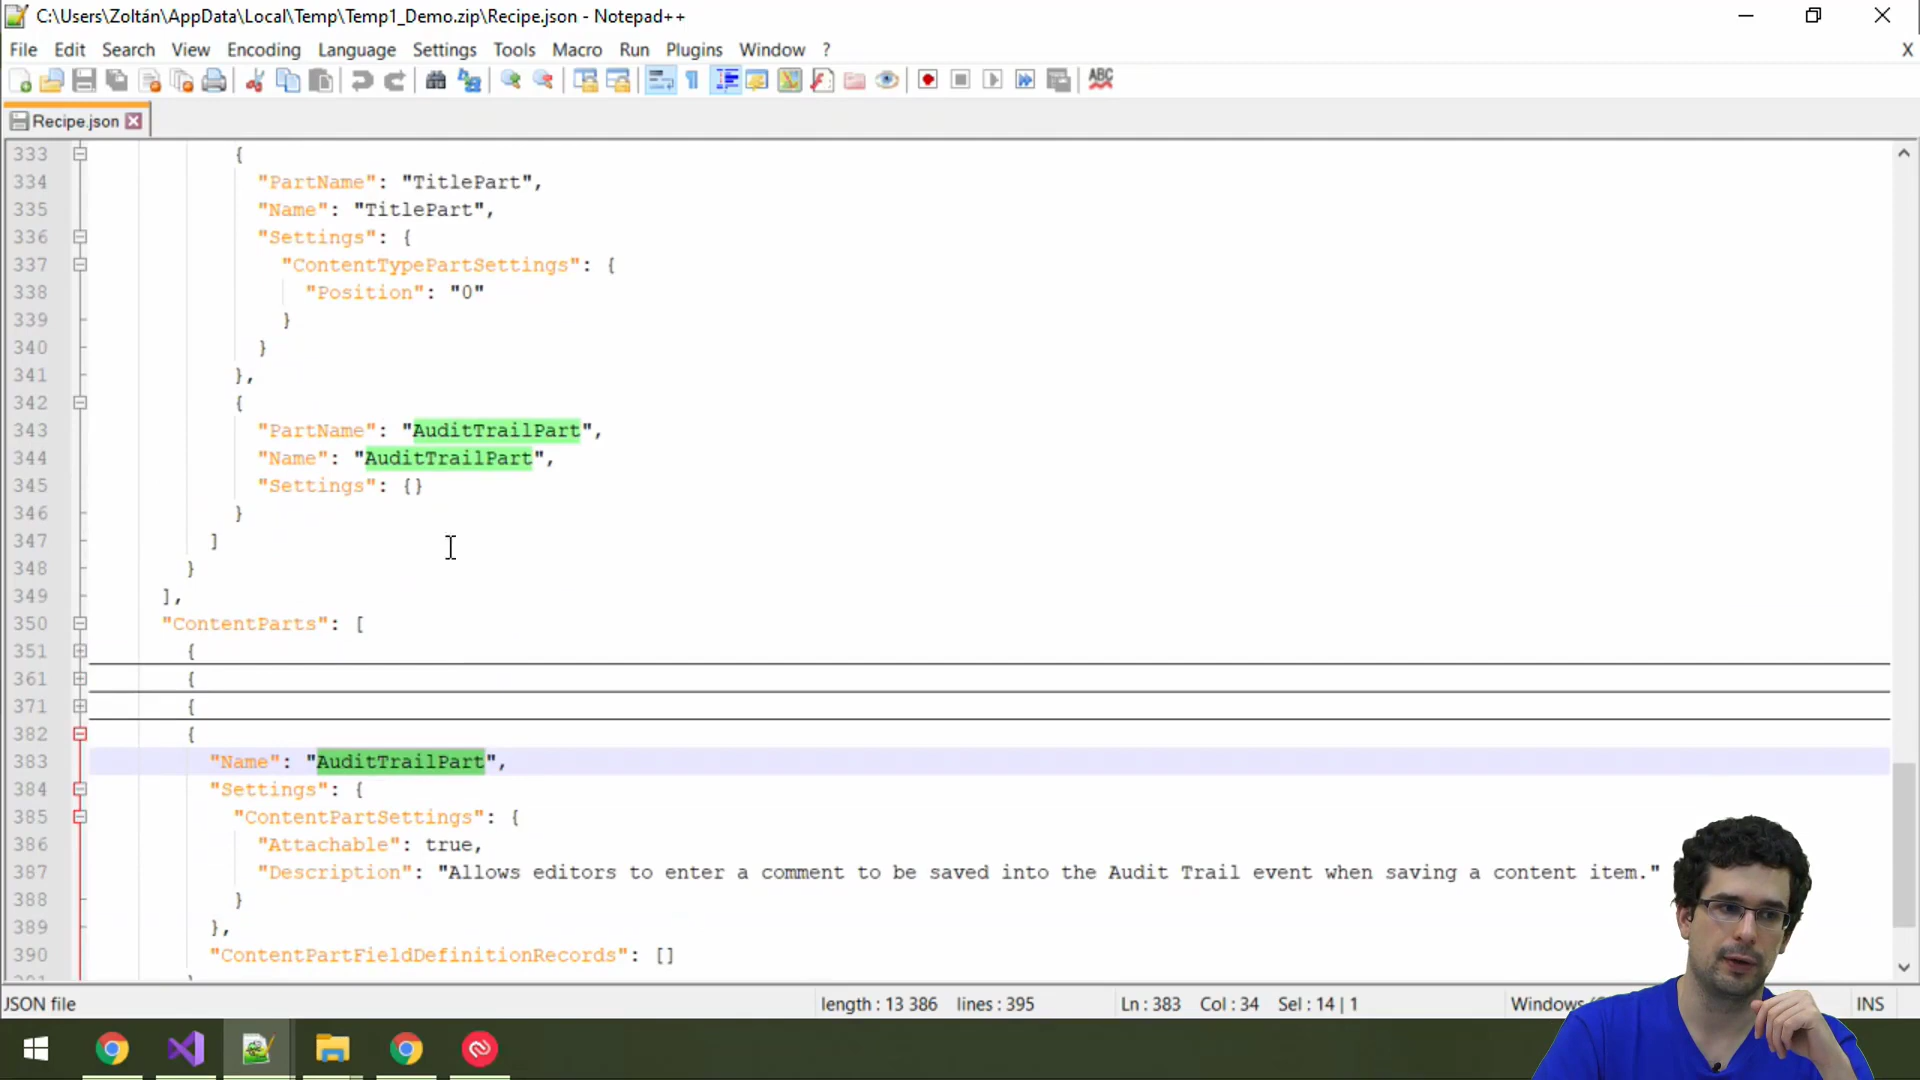 C:\Users\Zoltán\AppData\Local\Temp\Temp1_Demo.zip\Recipe.json - Notepad++
File Edit Search View Encoding Language Settings Tools Macro Run Plugins Window ? X
ABC
Recipe.json
333 {
334 "PartName": "TitlePart",
335 "Name": "TitlePart",
336 "Settings": {
337 "ContentTypePartSettings": {
338 "Position": "0"
339 }
340 }
341 },
342 {
343 "PartName": "AuditTrailPart",
344 "Name": "AuditTrailPart",
345 "Settings": {}
346 }
347 ]
348 }
349 ],
350 "ContentParts": [
351 {
361 {
371 {
382 {
383 "Name": "AuditTrailPart",
384 "Settings": {
385 "ContentPartSettings": {
386 "Attachable": true,
387 "Description": "Allows editors to enter a comment to be saved into the Audit Trail event when saving a content item."
388 }
389 },
390 "ContentPartFieldDefinitionRecords": []
JSON file length : 13 386 lines : 395 Ln : 383 Col : 34 Sel : 14 | 1 Windows INS